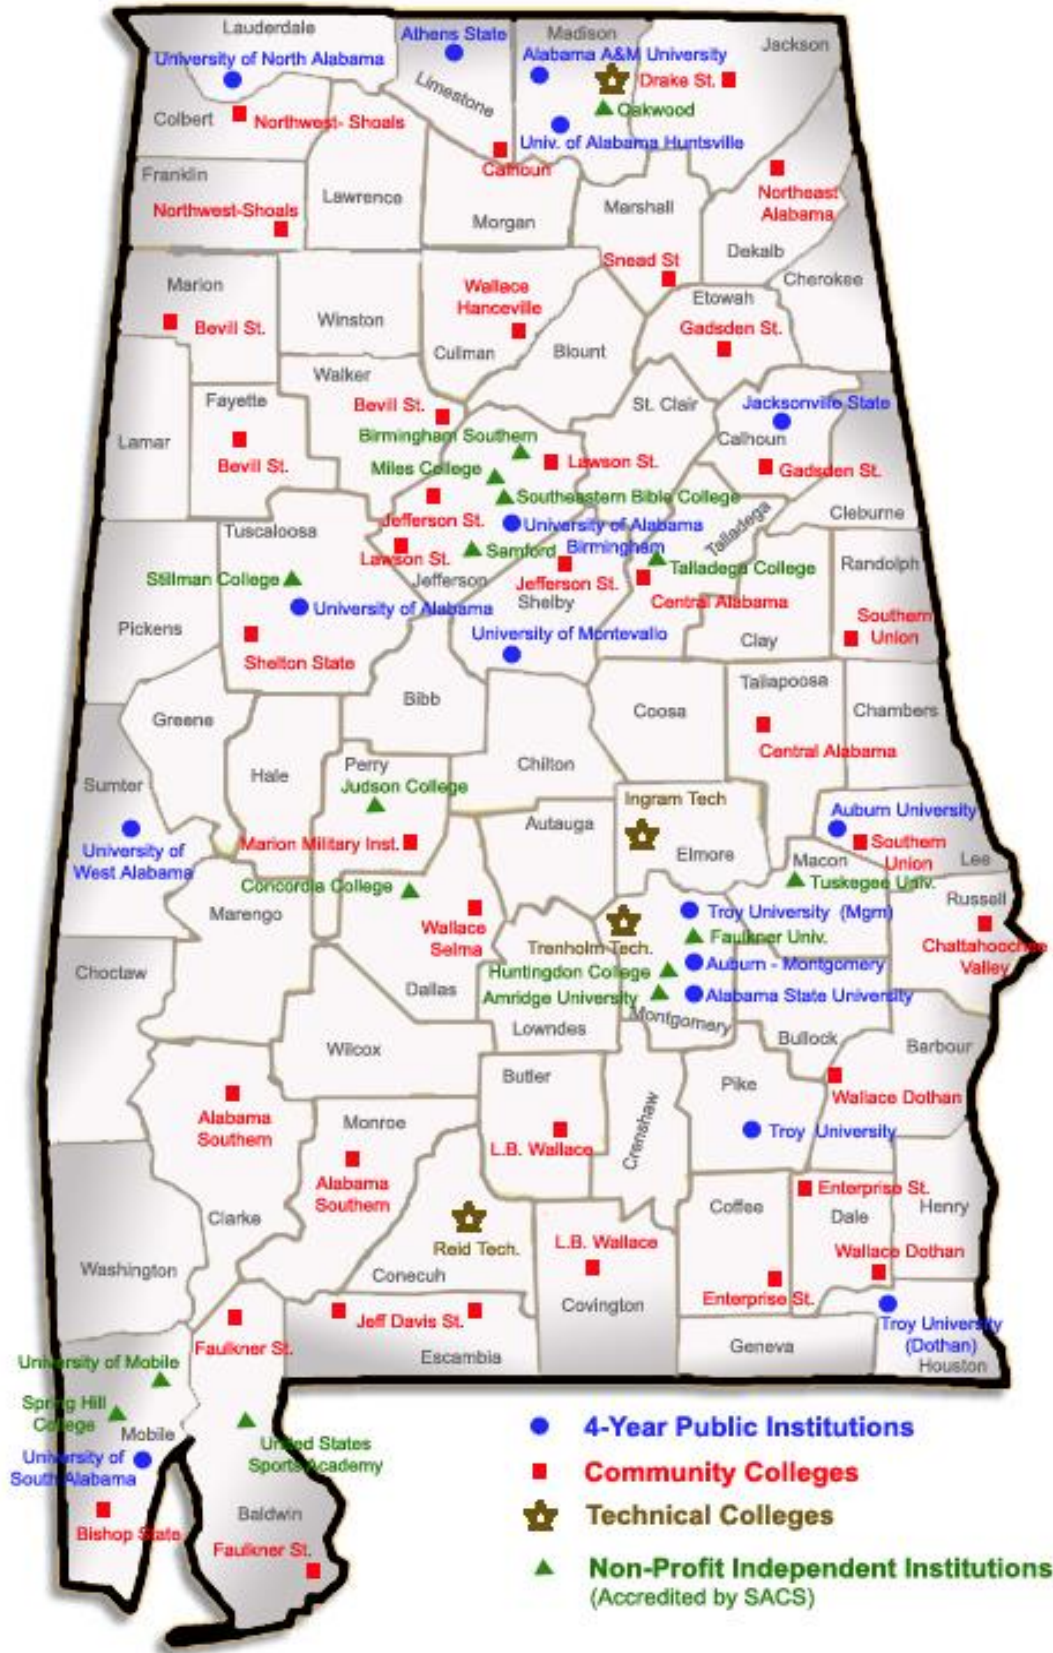 Lauderdale
Athens State
Madison
Jackson
University of North Alabama
Alabama A&M University
Limestone
Drake St.
Colbert
Northwest- Shoals
Oakwood
Univ. of Alabama Huntsville
Calhoun
Franklin
Lawrence
Northeast
Alabama
Northwest-Shoals
Morgan
Marshall
Dekalb
Snead St
Cherokee
Marion
Wallace
Hanceville
Etowah
Bevill St.
Winston
Gadsden St.
Cullman
Blount
Walker
Fayette
Bevill St.
St. Clair
Jacksonville State
Lamar
Birmingham Southern
Calhoun
Bevill St.
Miles College
Lawson St.
Gadsden St.
Southeastern Bible College
Cleburne
Tuscaloosa
Jefferson St.
University of Alabama
Birmingham
Talladega
Lawson St.
Samford
Randolph
Stillman College
Jefferson
Jefferson St.
Talladega College
University of Alabama
Shelby
Central Alabama
Southern
Union
Pickens
University of Montevallo
Clay
Shelton State
Tallapoosa
Greene
Bibb
Coosa
Chambers
Central Alabama
Hale
Perry
Chilton
Sumter
Judson College
Ingram Tech
Auburn University
Autauga
University of
West Alabama
Marion Military Inst.
Elmore
Southern
Union
Macon
Lee
Concordia College
Tuskegee Univ.
Marengo
Wallace
Selma
Troy University (Mgm)
Russell
Trenholm Tech.
Faulkner Univ.
Chattahoochee
Valley
Choctaw
Huntingdon College
Auburn - Montgomery
Dallas
Amridge University
Alabama State University
Lowndes
Montgomery
Bullock
Barbour
Wilcox
Butler
Pike
Wallace Dothan
Alabama
Southern
Monroe
Crenshaw
Troy University
L.B. Wallace
Alabama
Southern
Enterprise St.
Clarke
Coffee
Dale
Henry
Reid Tech.
L.B. Wallace
Wallace Dothan
Washington
Conecuh
Covington
Enterprise St.
Jeff Davis St.
Troy University
(Dothan)
Faulkner St.
Escambia
Geneva
Houston
University of Mobile
Spring Hill
College
Mobile
United States
Sports Academy
University of
South Alabama
Bishop State
Baldwin
Faulkner St.
4-Year Public Institutions
Community Colleges
Technical Colleges
Non-Profit Independent Institutions
(Accredited by SACS)